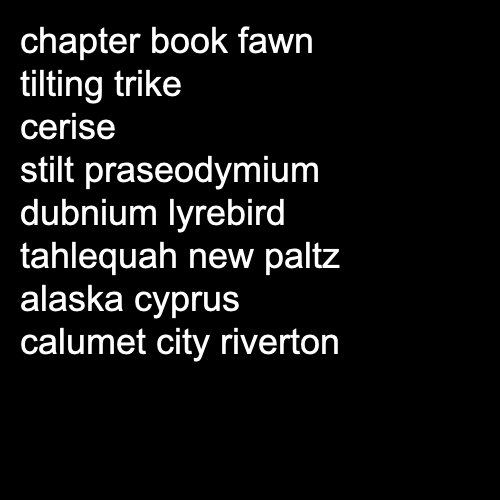 chapter book fawn
tilting trike
cerise
stilt praseodymium
dubnium lyrebird
tahlequah new paltz
alaska cyprus
calumet city riverton